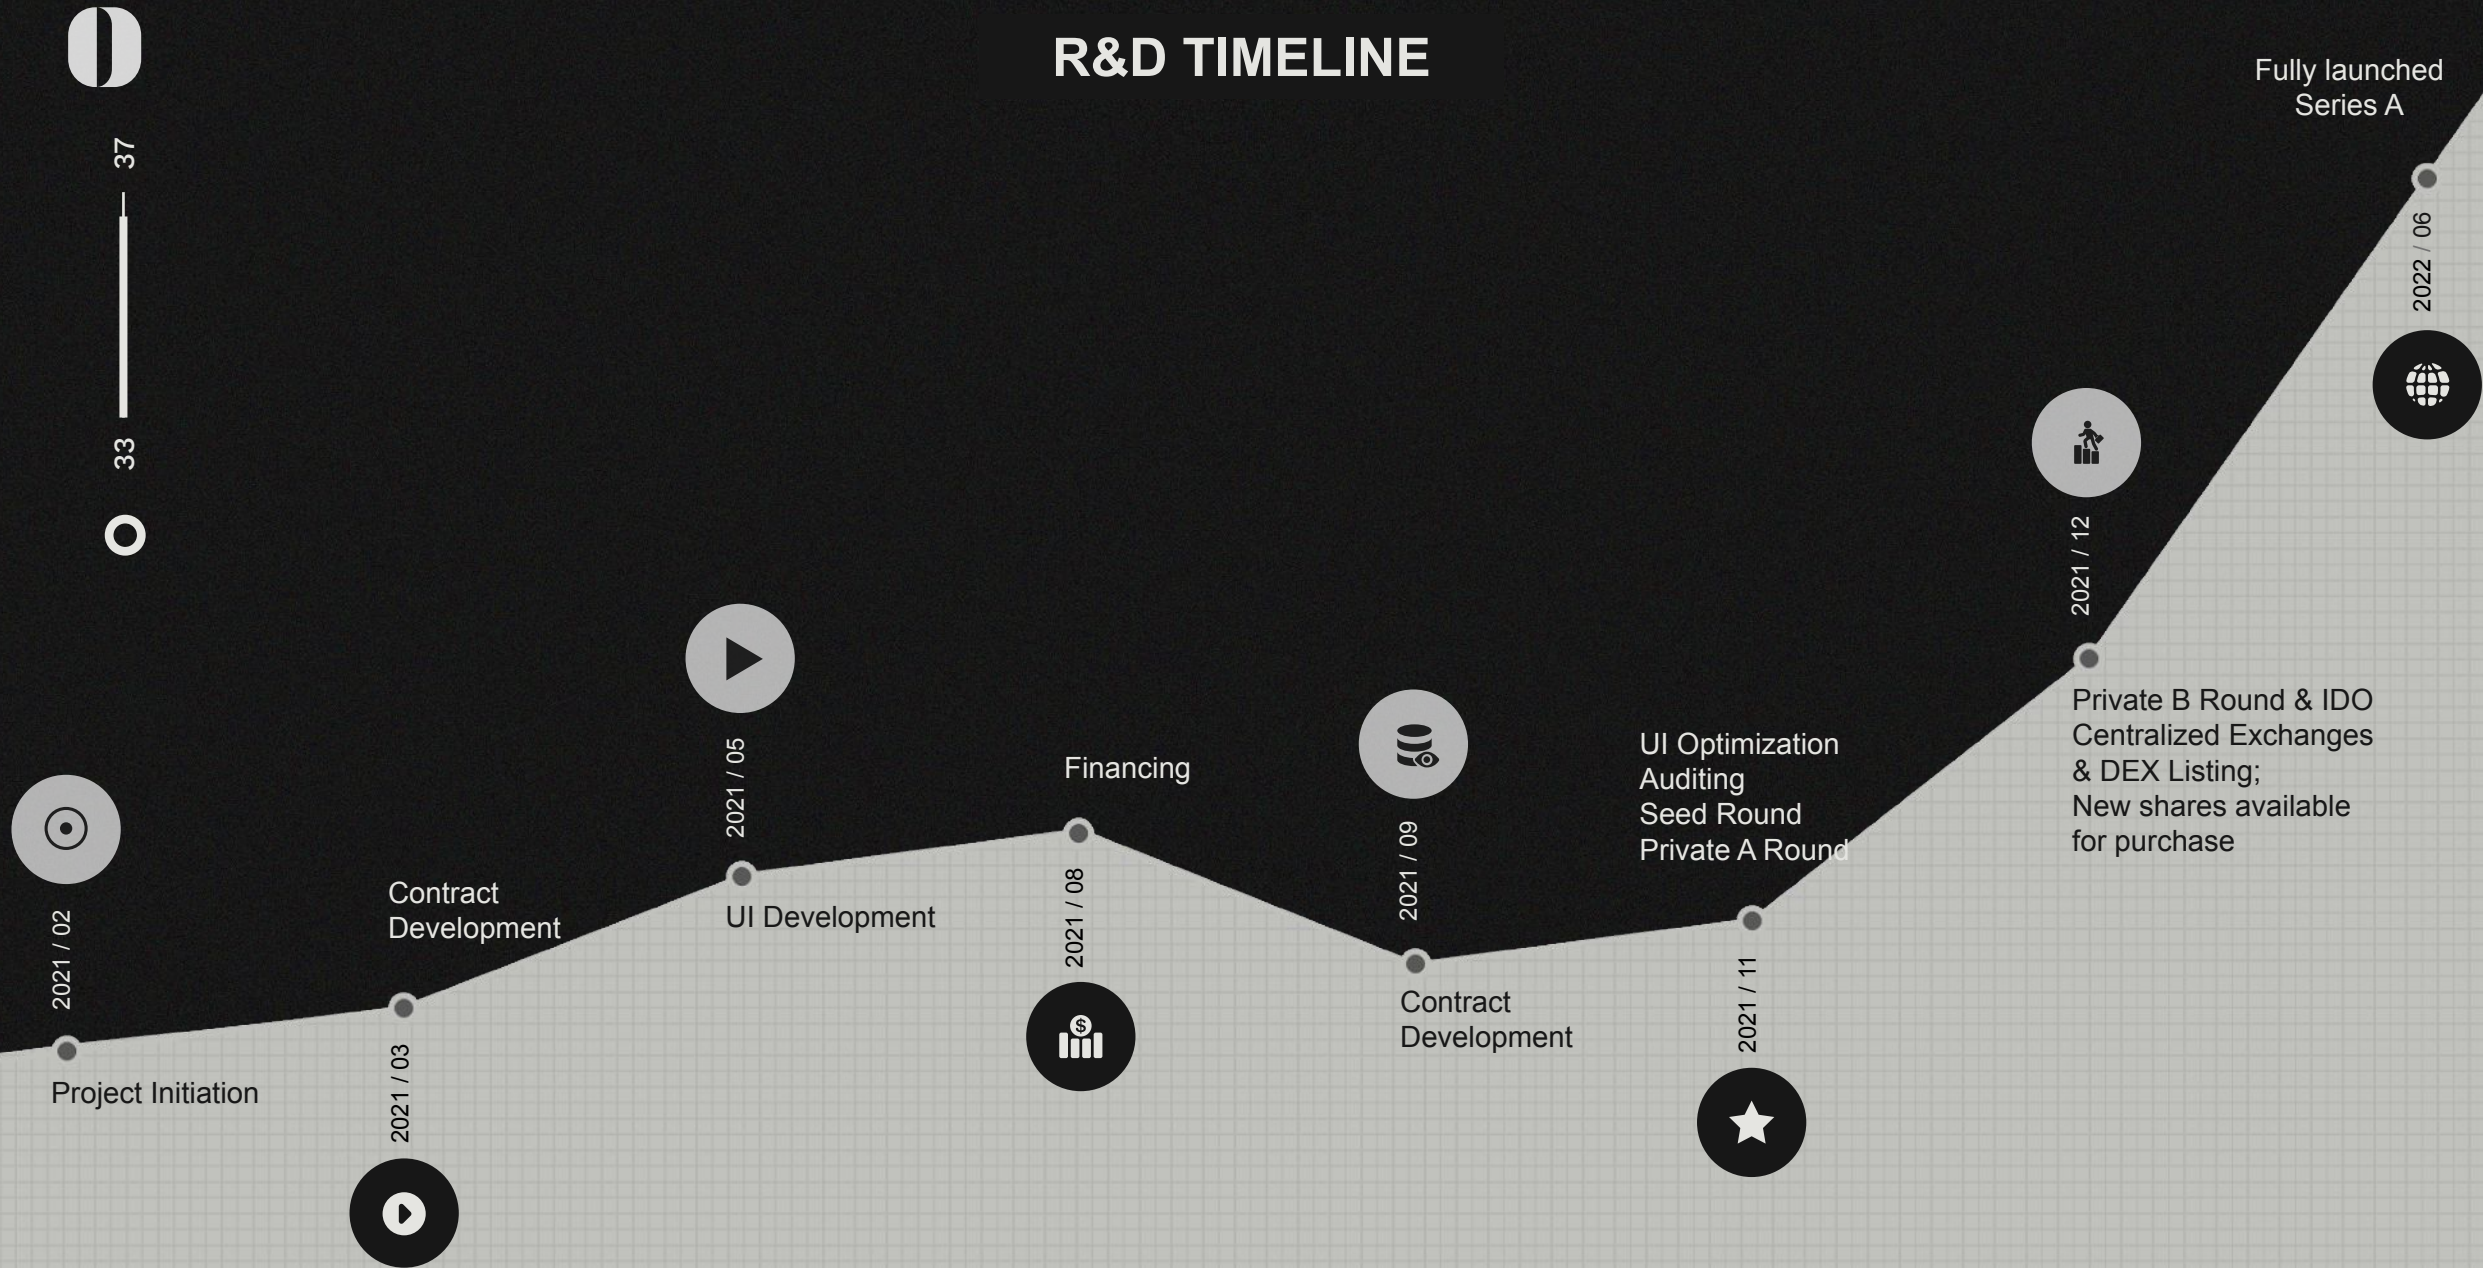 R&D TIMELINE
37
33
2021 / 02
Project Initiation
Contract
Development
2021 / 03
2021 / 05
UI Development
Financing
2021 / 08
$
2021 / 09
Contract
Development
UI Optimization
Auditing
Seed Round
Private A Round
2021 / 11
2021 / 12
Private B Round & IDO
Centralized Exchanges
& DEX Listing;
New shares available
for purchase
Fully launched
Series A
2022 / 06